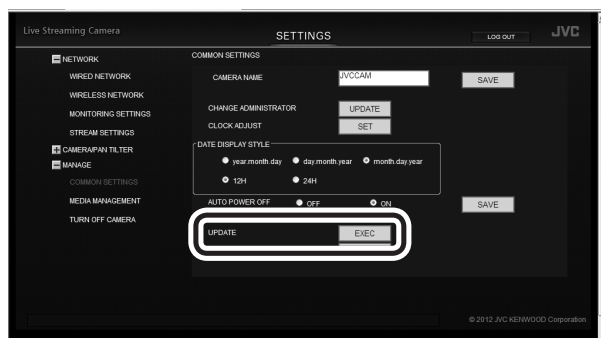 Live Streaming Camera
SETTINGS
LOG OUT
JVC
NETWORK
WIRED NETWORK
WIRELESS NETWORK
MONITORING SETTINGS
STREAM SETTINGS
CAMERA/PAN TILTER
MANAGE
COMMON SETTINGS
MEDIA MANAGEMENT
TURN OFF CAMERA
COMMON SETTINGS
CAMERA NAME JVCCAM SAVE
CHANGE ADMINISTRATOR UPDATE
CLOCK ADJUST SET
DATE DISPLAY STYLE
year.month.day day.month.year month.day.year
12H 24H
AUTO POWER OFF OFF ON SAVE
UPDATE EXEC
© 2012 JVC KENWOOD Corporation